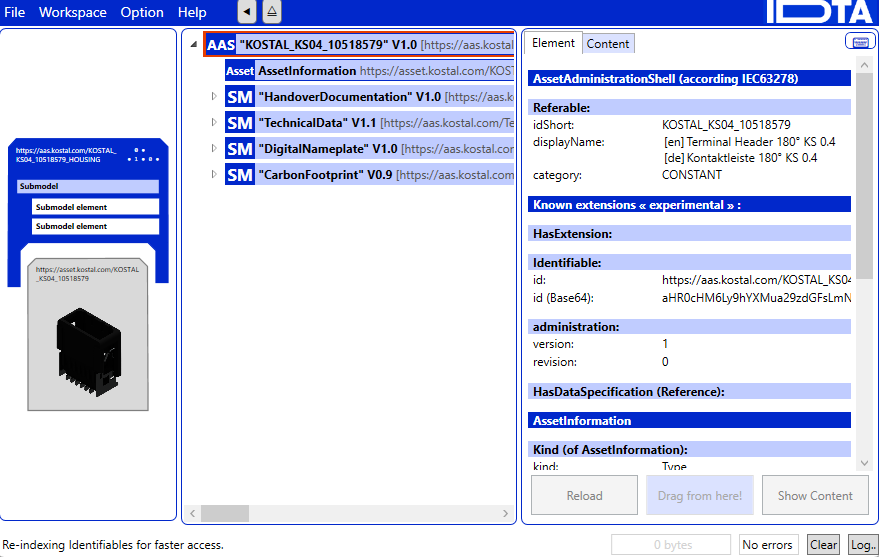 File Workspace Option Help
IDTA
https://aas.kostal.com/KOSTAL_
KS04_10518579_HOUSING
Submodel
Submodel element
Submodel element
https://asset.kostal.com/KOSTAL
_KS04_10518579
AAS "KOSTAL_KS04_10518579" V1.0 [https://aas.kostal
Asset AssetInformation https://asset.kostal.com/KOST
SM "HandoverDocumentation" V1.0 [https://aas.k
SM "TechnicalData" V1.1 [https://aas.kostal.com/Te
SM "DigitalNameplate" V1.0 [https://aas.kostal.cor
SM "CarbonFootprint" V0.9 [https://aas.kostal.com
Element Content
AssetAdministrationShell (according IEC63278)
Referable:
idShort: KOSTAL_KS04_10518579
displayName: [en] Terminal Header 180° KS 0.4
[de] Kontaktleiste 180° KS 0.4
category: CONSTANT
Known extensions « experimental » :
HasExtension:
Identifiable:
id: https://aas.kostal.com/KOSTAL_KS04
id (Base64): aHR0cHM6Ly9hYXMua29zdGFsLmN
administration:
version: 1
revision: 0
HasDataSpecification (Reference):
AssetInformation
Kind (of AssetInformation):
kind: Type
Reload Drag from here! Show Content
Re-indexing Identifiables for faster access. 0 bytes No errors Clear Log..